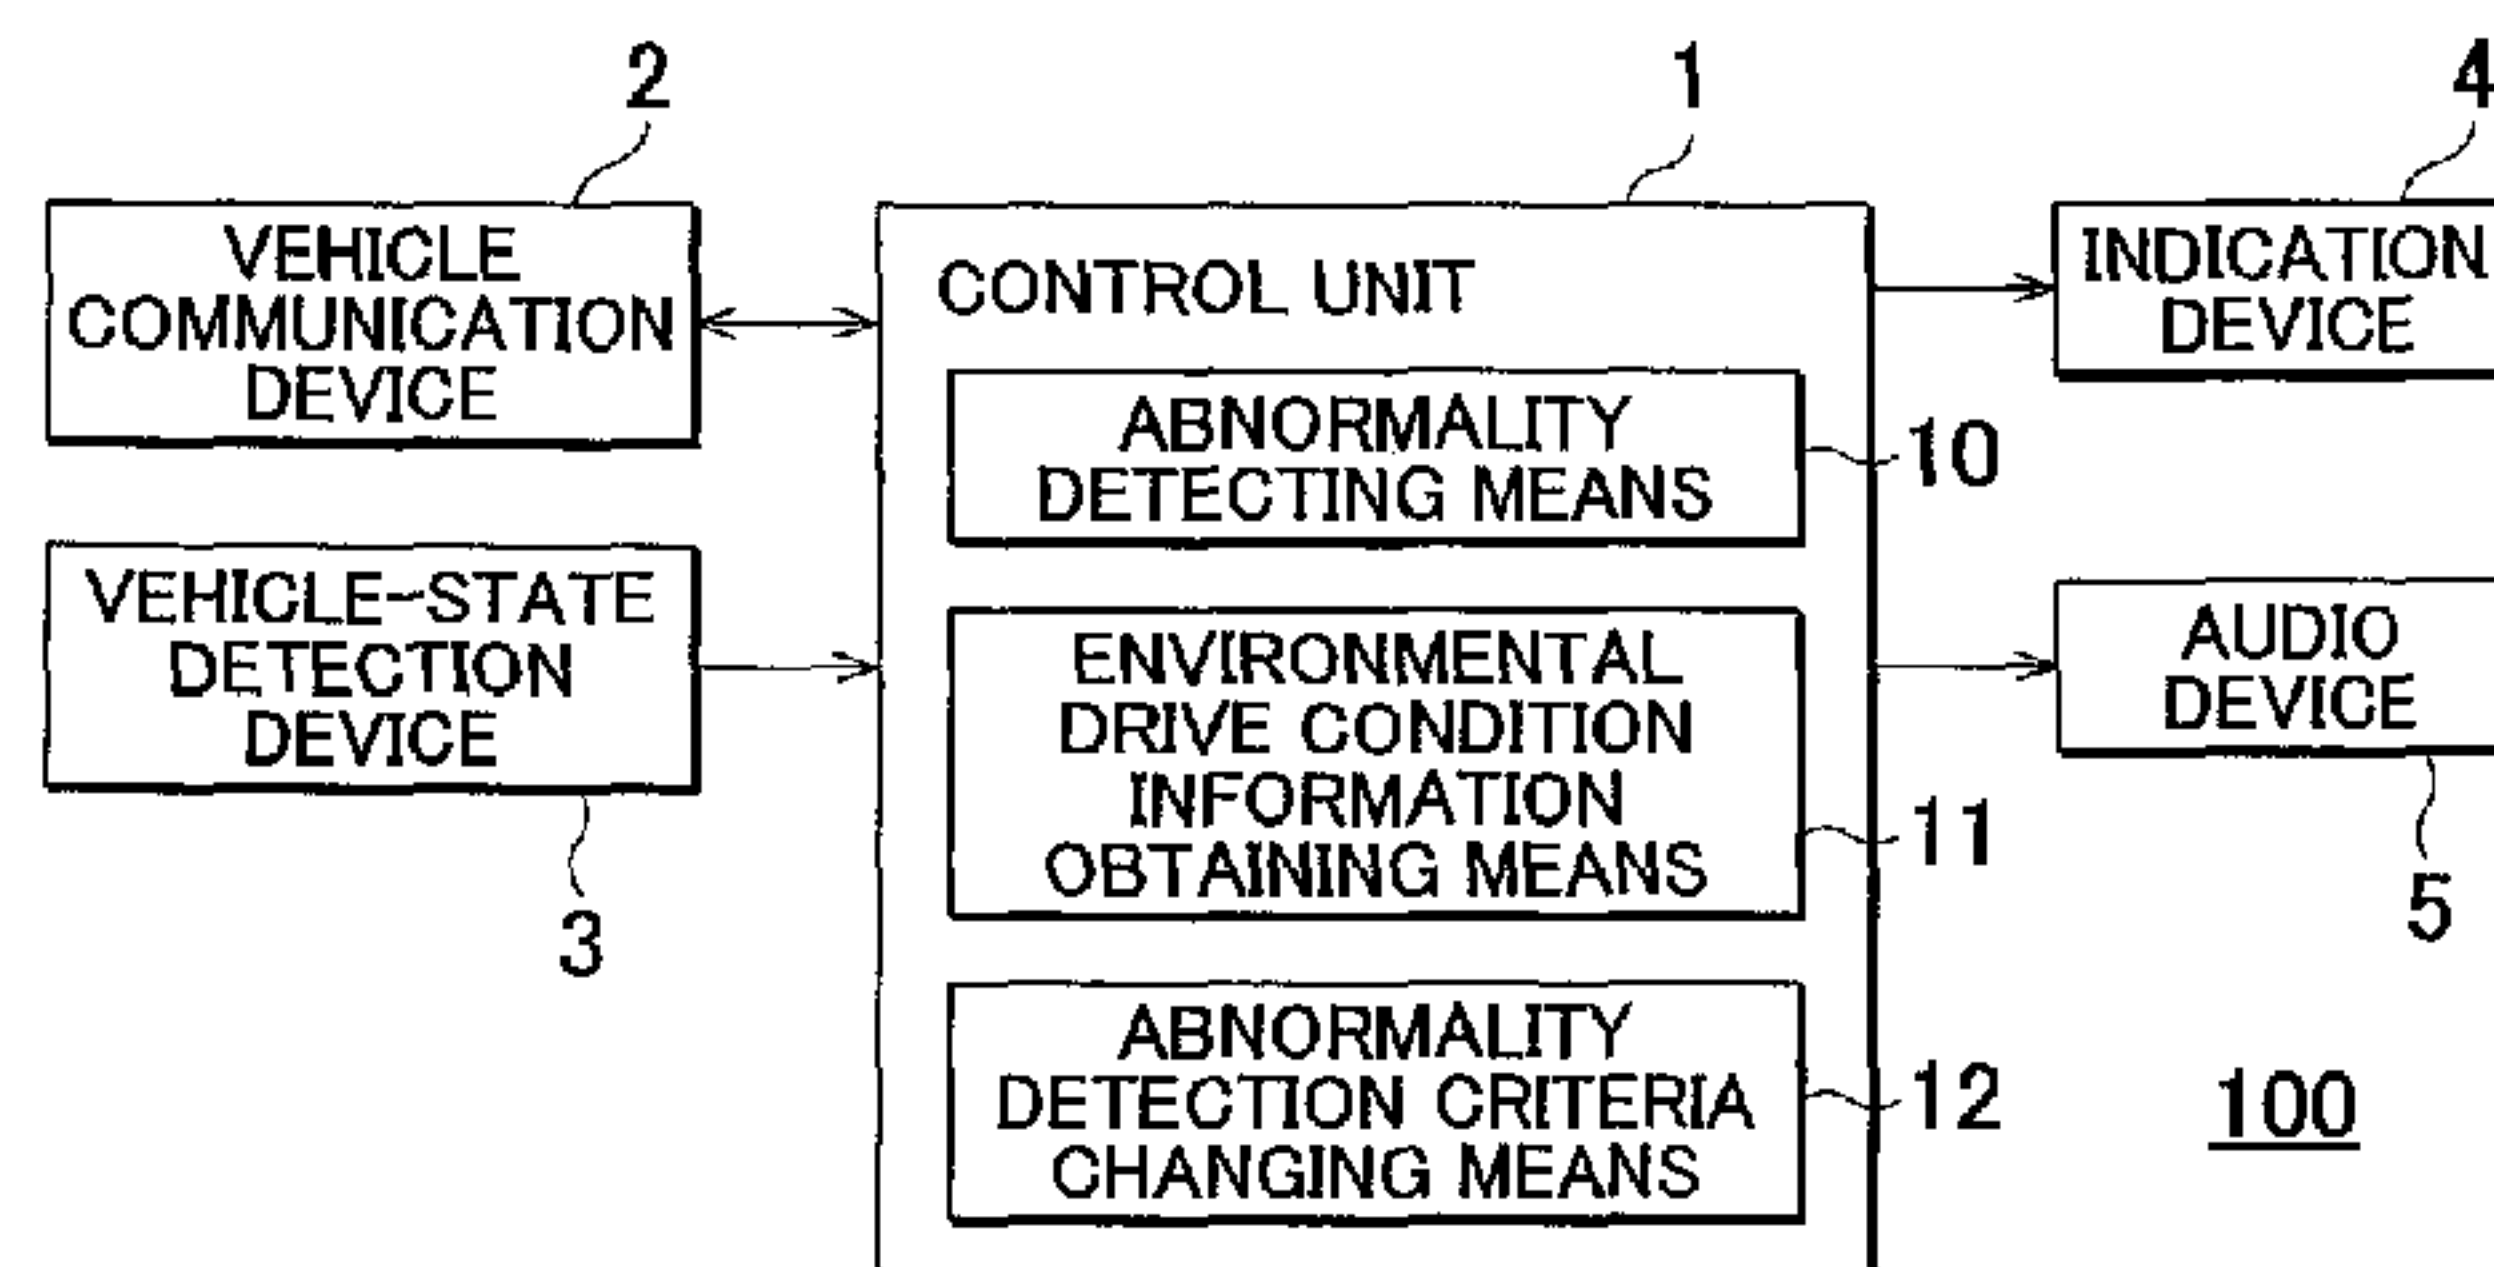 2
1
4
VEHICLE
COMMUNICATION
DEVICE
CONTROL UNIT
INDICATION
DEVICE
ABNORMALITY
DETECTING MEANS
10
VEHICLE-STATE
DETECTION
DEVICE
3
ENVIRONMENTAL
DRIVE CONDITION
INFORMATION
OBTAINING MEANS
11
AUDIO
DEVICE
5
ABNORMALITY
DETECTION CRITERIA
CHANGING MEANS
12
100